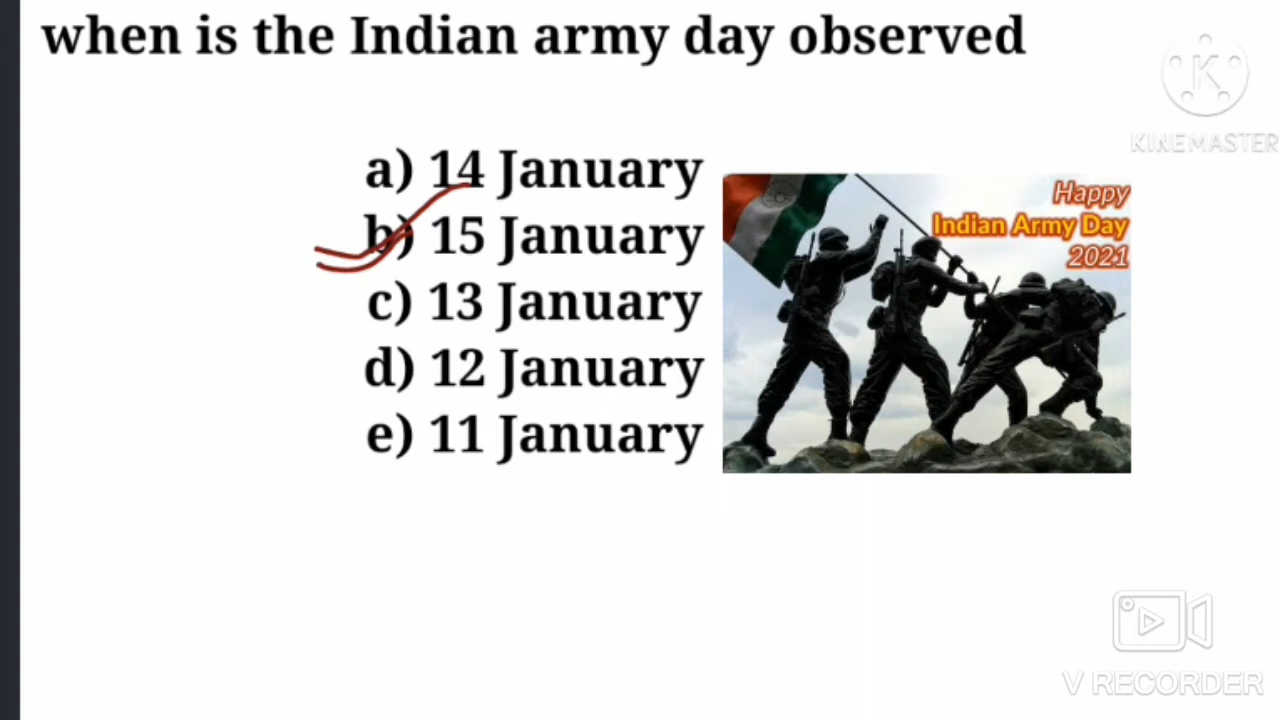 when is the Indian army day observed
KINEMASTER
a) 14 January
b) 15 January
c) 13 January
d) 12 January
e) 11 January
Happy
Indian Army Day
2021
V RECORDER